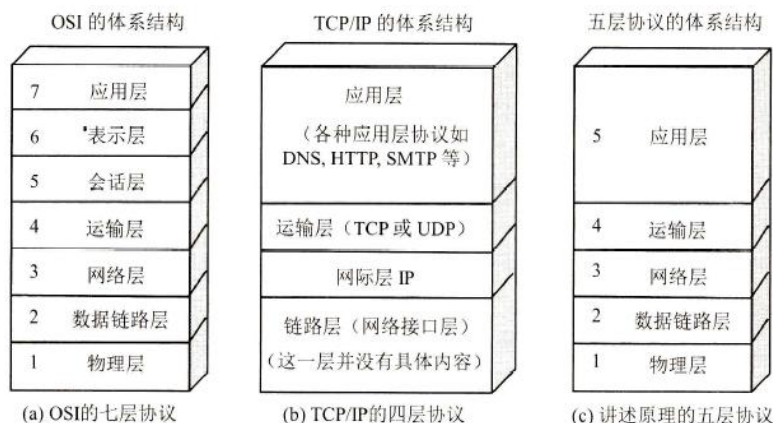 OSI 的体系结构
7 应用层
6 表示层
5 会话层
4 运输层
3 网络层
2 数据链路层
1 物理层
(a) OSI的七层协议
TCP/IP 的体系结构
应用层
（各种应用层协议如
DNS, HTTP, SMTP 等）
运输层（TCP 或 UDP）
网际层 IP
链路层（网络接口层）
（这一层并没有具体内容）
(b) TCP/IP的四层协议
五层协议的体系结构
5 应用层
4 运输层
3 网络层
2 数据链路层
1 物理层
(c) 讲述原理的五层协议